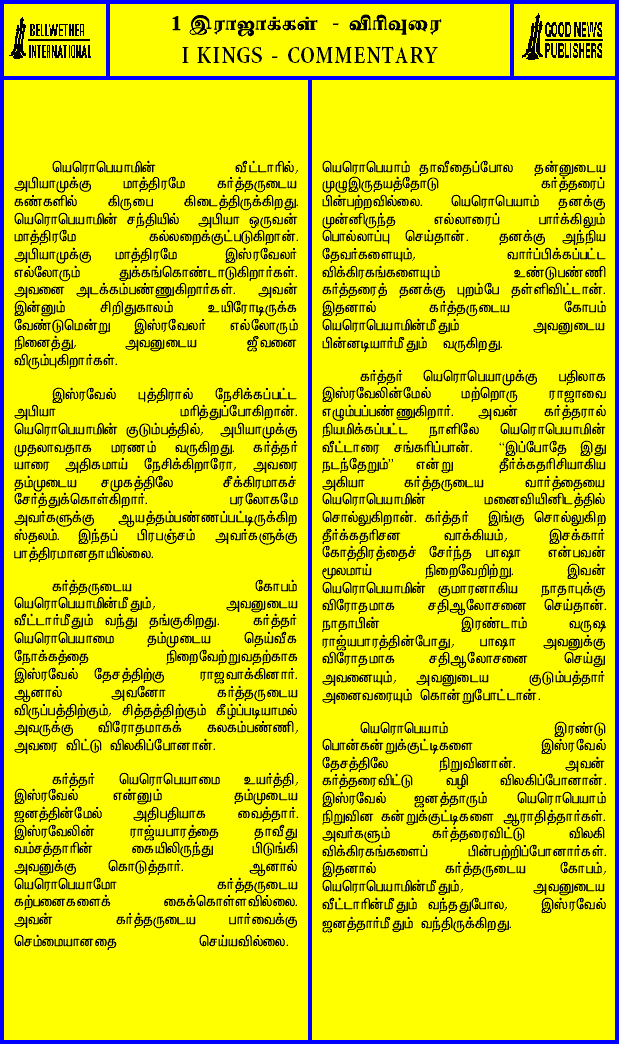 BELLWETHER
INTERNATIONAL
1 இராஜாக்கள் - விரிவுரை
I KINGS - COMMENTARY
GOOD NEWS
PUBLISHERS
யெரொபெயாமின் வீட்டாரில்,
அபியாமுக்கு மாத்திரமே கர்த்தருடைய
கண்களில் கிருபை கிடைத்திருக்கிறது.
யெரொபெயாமின் சந்தியில் அபியா ஒருவன்
மாத்திரமே கல்லறைக்குட்படுகிறான்.
அபியாமுக்கு மாத்திரமே இஸ்ரவேலர்
எல்லோரும் துக்கங்கொண்டாடுகிறார்கள்.
அவனை அடக்கம்பண்ணுகிறார்கள். அவன்
இன்னும் சிறிதுகாலம் உயிரோடிருக்க
வேண்டுமென்று இஸ்ரவேலர் எல்லோரும்
நினைத்து, அவனுடைய ஜீவனை
விரும்புகிறார்கள்.
இஸ்ரவேல் புத்திரால் நேசிக்கப்பட்ட
அபியா மரித்துப்போகிறான்.
யெரொபெயாமின் குடும்பத்தில், அபியாமுக்கு
முதலாவதாக மரணம் வருகிறது. கர்த்தர்
யாரை அதிகமாய் நேசிக்கிறாரோ, அவரை
தம்முடைய சமுகத்திலே சீக்கிரமாகச்
சேர்த்துக்கொள்கிறார். பரலோகமே
அவர்களுக்கு ஆயத்தம்பண்ணப்பட்டிருக்கிற
ஸ்தலம். இந்தப் பிரபஞ்சம் அவர்களுக்கு
பாத்திரமானதாயில்லை.
கர்த்தருடைய கோபம்
யெரொபெயாமின்மீதும், அவனுடைய
வீட்டார்மீதும் வந்து தங்குகிறது. கர்த்தர்
யெரொபெயாமை தம்முடைய தெய்வீக
நோக்கத்தை நிறைவேற்றுவதற்காக
இஸ்ரவேல் தேசத்திற்கு ராஜவாக்கினார்.
ஆனால் அவனோ கர்த்தருடைய
விருப்பத்திற்கும், சித்தத்திற்கும் கீழ்ப்படியாமல்
அவருக்கு விரோதமாகக் கலகம்பண்ணி,
அவரை விட்டு விலகிப்போனான்.
கர்த்தர் யெரொபெயாமை உயர்த்தி,
இஸ்ரவேல் என்னும் தம்முடைய
ஜனத்தின்மேல் அதிபதியாக வைத்தார்.
இஸ்ரவேலின் ராஜ்யபாரத்தை தாவீது
வம்சத்தாரின் கையிலிருந்து பிடுங்கி
அவனுக்கு கொடுத்தார். ஆனால்
யெரொபெயாமோ கர்த்தருடைய
கற்பனைகளைக் கைக்கொள்ளவில்லை.
அவன் கர்த்தருடைய பார்வைக்கு
செம்மையானதை செய்யவில்லை.
யெரொபெயாம் தாவீதைப்போல தன்னுடைய
முழுஇருதயத்தோடு கர்த்தரைப்
பின்பற்றவில்லை. யெரொபெயாம் தனக்கு
முன்னிருந்த எல்லாரைப் பார்க்கிலும்
பொல்லாப்பு செய்தான். தனக்கு அந்நிய
தேவர்களையும், வார்ப்பிக்கப்பட்ட
விக்கிரகங்களையும் உண்டுபண்ணி
கர்த்தரைத் தனக்கு புறம்பே தள்ளிவிட்டான்.
இதனால் கர்த்தருடைய கோபம்
யெரொபெயாமின்மீதும் அவனுடைய
பின்னடியார்மீதும் வருகிறது.
கர்த்தர் யெரொபெயாமுக்கு பதிலாக
இஸ்ரவேலின்மேல் மற்றொரு ராஜாவை
எழும்பப்பண்ணுகிறார். அவன் கர்த்தரால்
நியமிக்கப்பட்ட நாளிலே யெரொபெயாமின்
வீட்டாரை சங்கரிப்பான். "இப்போதே இது
நடந்தேறும்" என்று தீர்க்கதரிசியாகிய
அகியா கர்த்தருடைய வார்த்தையை
யெரொபெயாமின் மனைவியினிடத்தில்
சொல்லுகிறான். கர்த்தர் இங்கு சொல்லுகிற
தீர்க்கதரிசன வாக்கியம், இசக்கார்
கோத்திரத்தைச் சேர்ந்த பாஷா என்பவன்
மூலமாய் நிறைவேறிற்று. இவன்
யெரொபெயாமின் குமாரனாகிய நாதாபுக்கு
விரோதமாக சதிஆலோசனை செய்தான்.
நாதாபின் இரண்டாம் வருஷ
ராஜ்யபாரத்தின்போது, பாஷா அவனுக்கு
விரோதமாக சதிஆலோசனை செய்து
அவனையும், அவனுடைய குடும்பத்தார்
அனைவரையும் கொன்றுபோட்டான்.
யெரொபெயாம் இரண்டு
பொன்கன்றுக்குட்டிகளை இஸ்ரவேல்
தேசத்திலே நிறுவினான். அவன்
கர்த்தரைவிட்டு வழி விலகிப்போனான்.
இஸ்ரவேல் ஜனத்தாரும் யெரொபெயாம்
நிறுவின கன்றுக்குட்டிகளை ஆராதித்தார்கள்.
அவர்களும் கர்த்தரைவிட்டு விலகி
விக்கிரகங்களைப் பின்பற்றிப்போனார்கள்.
இதனால் கர்த்தருடைய கோபம்,
யெரொபெயாமின்மீதும், அவனுடைய
வீட்டாரின்மீதும் வந்ததுபோல, இஸ்ரவேல்
ஜனத்தார்மீதும் வந்திருக்கிறது.